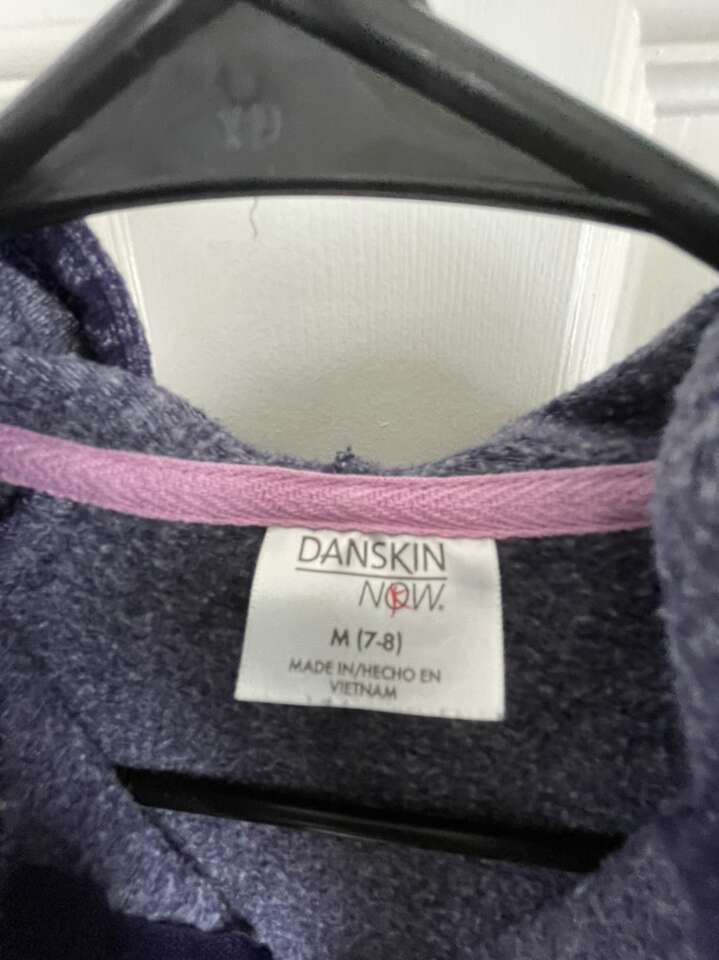 DANSKIN
NOW.
M (7-8)
MADE IN/HECHO EN
VIETNAM